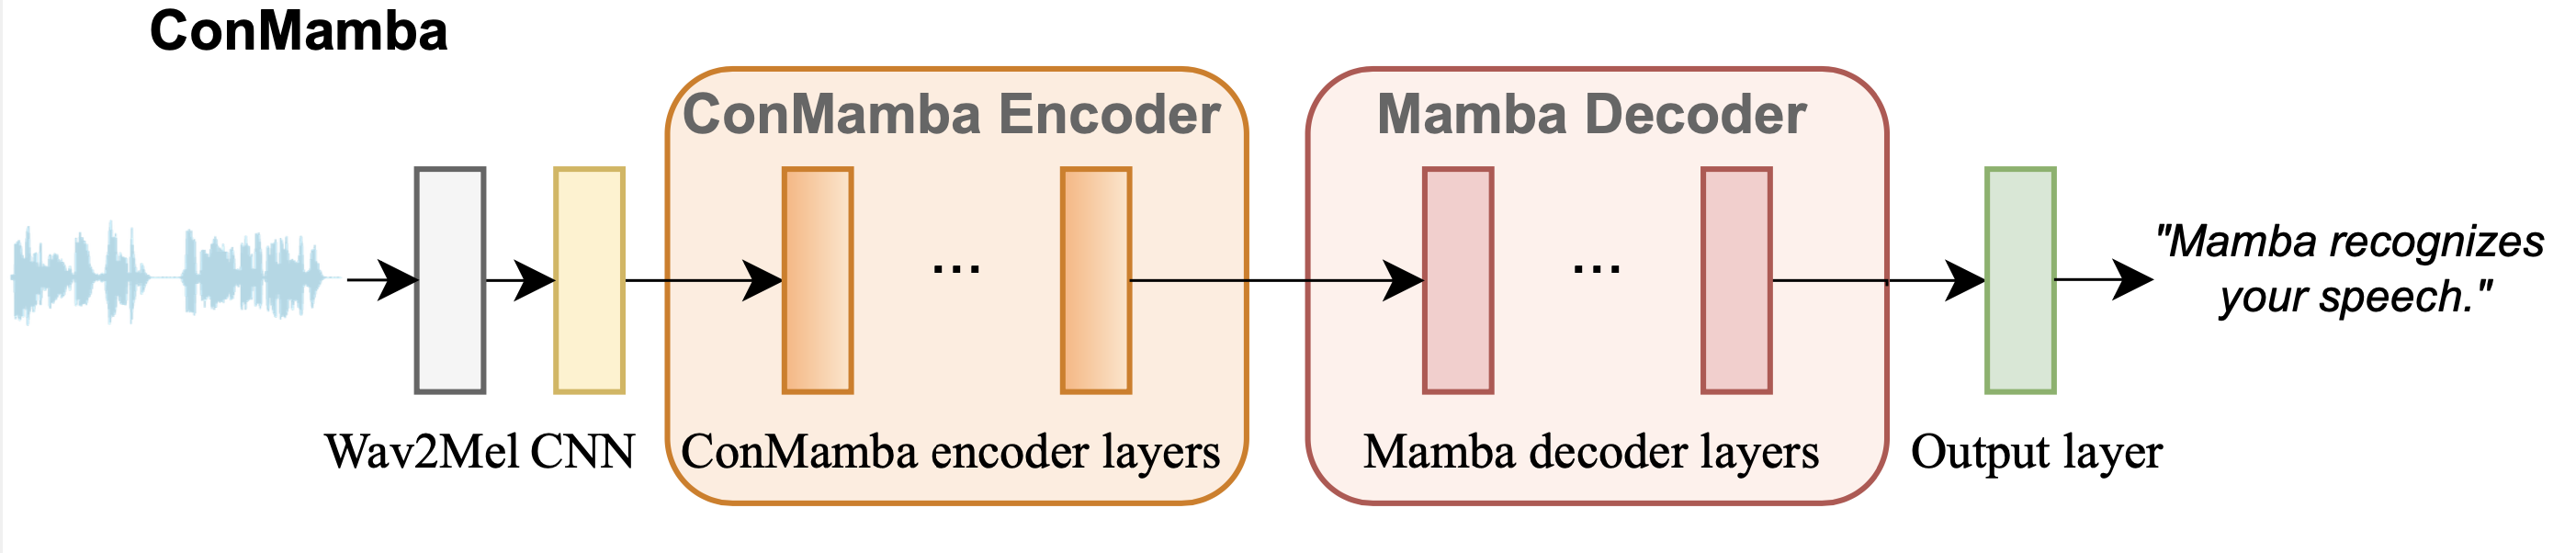 ConMamba
ConMamba Encoder
Mamba Decoder
...
...
"Mamba recognizes
your speech."
Wav2Mel CNN
ConMamba encoder layers
Mamba decoder layers
Output layer